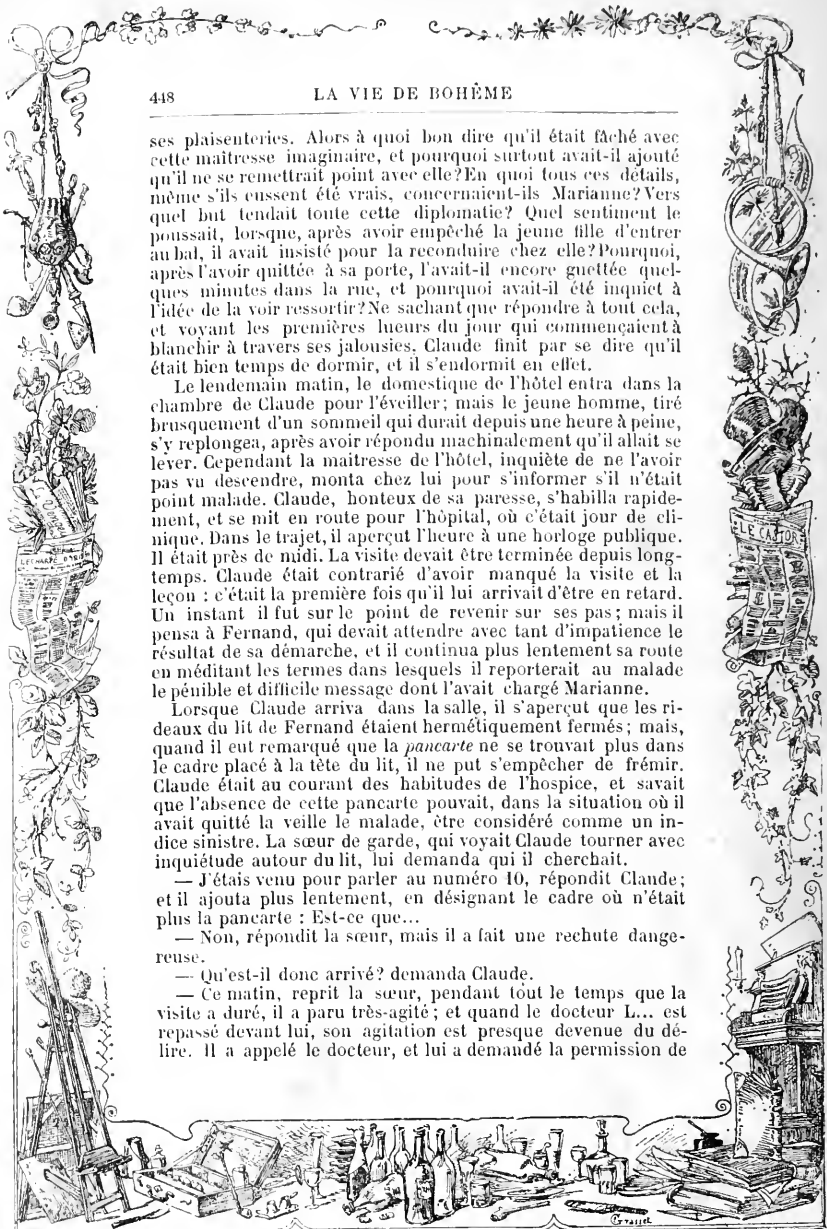 448 LA VIE DE BOHÊME
ses plaisenteries. Alors à quoi bon dire qu'il était fâché avec
cette maitresse imaginaire, et pourquoi surtout avait-il ajouté
qu'il ne se remettrait point avec elle? En quoi tous ces détails,
même s'ils eussent été vrais, concernaient-ils Marianne? Vers
quel but tendait toute cette diplomatie? Quel sentiment le
poussait, lorsque, après avoir empêché la jeune fille d'entrer
au bal, il avait insisté pour la reconduire chez elle? Pourquoi,
après l'avoir quittée à sa porte, l'avait-il encore guettée quel-
ques minutes dans la rue, et pourquoi avait-il été inquiet à
l'idée de la voir ressortir? Ne sachant que répondre à tout cela,
et voyant les premières lueurs du jour qui commençaient à
blanchir à travers ses jalousies, Claude finit par se dire qu'il
était bien temps de dormir, et il s'endormit en effet.
Le lendemain matin, le domestique de l'hôtel entra dans la
chambre de Claude pour l'éveiller; mais le jeune homme, tiré
brusquement d'un sommeil qui durait depuis une heure à peine,
s'y replongea, après avoir répondu machinalement qu'il allait se
lever. Cependant la maitresse de l'hôtel, inquiète de ne l'avoir
pas vu descendre, monta chez lui pour s'informer s'il n'était
point malade. Claude, honteux de sa paresse, s'habilla rapide-
ment, et se mit en route pour l'hôpital, où c'était jour de cli-
nique. Dans le trajet, il aperçut l'heure à une horloge publique.
Il était près de midi. La visite devait être terminée depuis long-
temps. Claude était contrarié d'avoir manqué la visite et la
leçon : c'était la première fois qu'il lui arrivait d'être en retard.
Un instant il fut sur le point de revenir sur ses pas; mais il
pensa à Fernand, qui devait attendre avec tant d'impatience le
résultat de sa démarche, et il continua plus lentement sa route
en méditant les termes dans lesquels il reporterait au malade
le pénible et difficile message dont l'avait chargé Marianne.
Lorsque Claude arriva dans la salle, il s'aperçut que les ri-
deaux du lit de Fernand étaient hermétiquement fermés; mais,
quand il eut remarqué que la pancarte ne se trouvait plus dans
le cadre placé à la tête du lit, il ne put s'empêcher de frémir.
Claude était au courant des habitudes de l'hospice, et savait
que l'absence de cette pancarte pouvait, dans la situation où il
avait quitté la veille le malade, être considéré comme un in-
dice sinistre. La sœur de garde, qui voyait Claude tourner avec
inquiétude autour du lit, lui demanda qui il cherchait.
— J'étais venu pour parler au numéro 10, répondit Claude;
et il ajouta plus lentement, en désignant le cadre où n'était
plus la pancarte : Est-ce que...
— Non, répondit la sœur, mais il a fait une rechute dange-
reuse.
— Qu'est-il donc arrivé? demanda Claude.
— Ce matin, reprit la sœur, pendant tout le temps que la
visite a duré, il a paru très-agité; et quand le docteur L... est
repassé devant lui, son agitation est presque devenue du dé-
lire. Il a appelé le docteur, et lui a demandé la permission de
LE CASTOR
Grasset